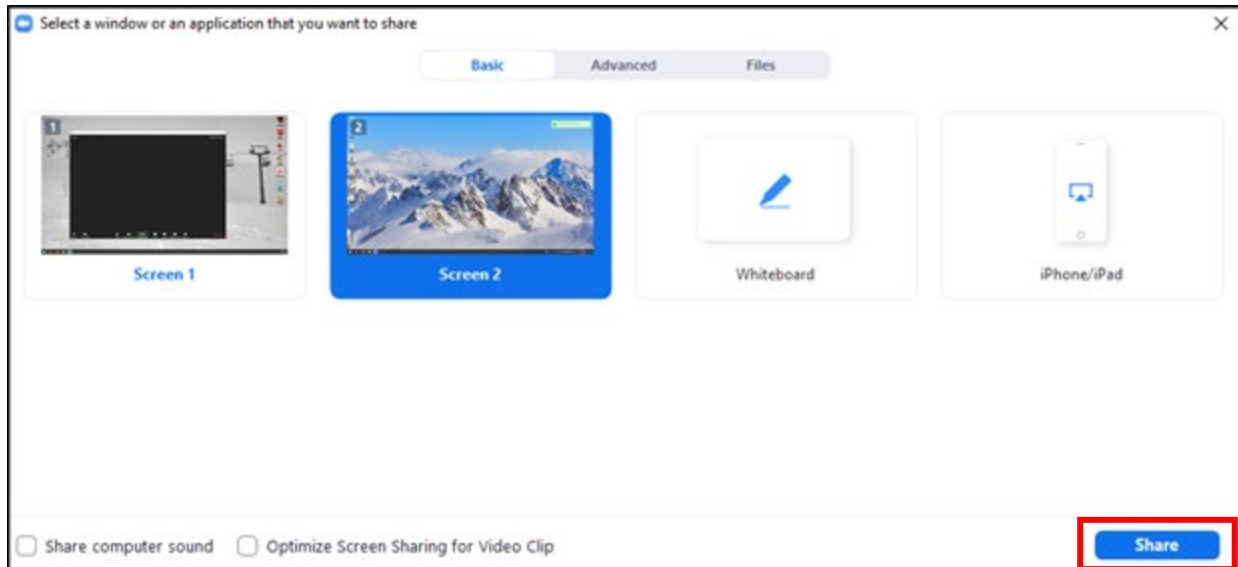 Select a window or an application that you want to share
Basic Advanced Files
1 2
Screen 1 Screen 2 Whiteboard iPhone/iPad
Share computer sound Optimize Screen Sharing for Video Clip Share